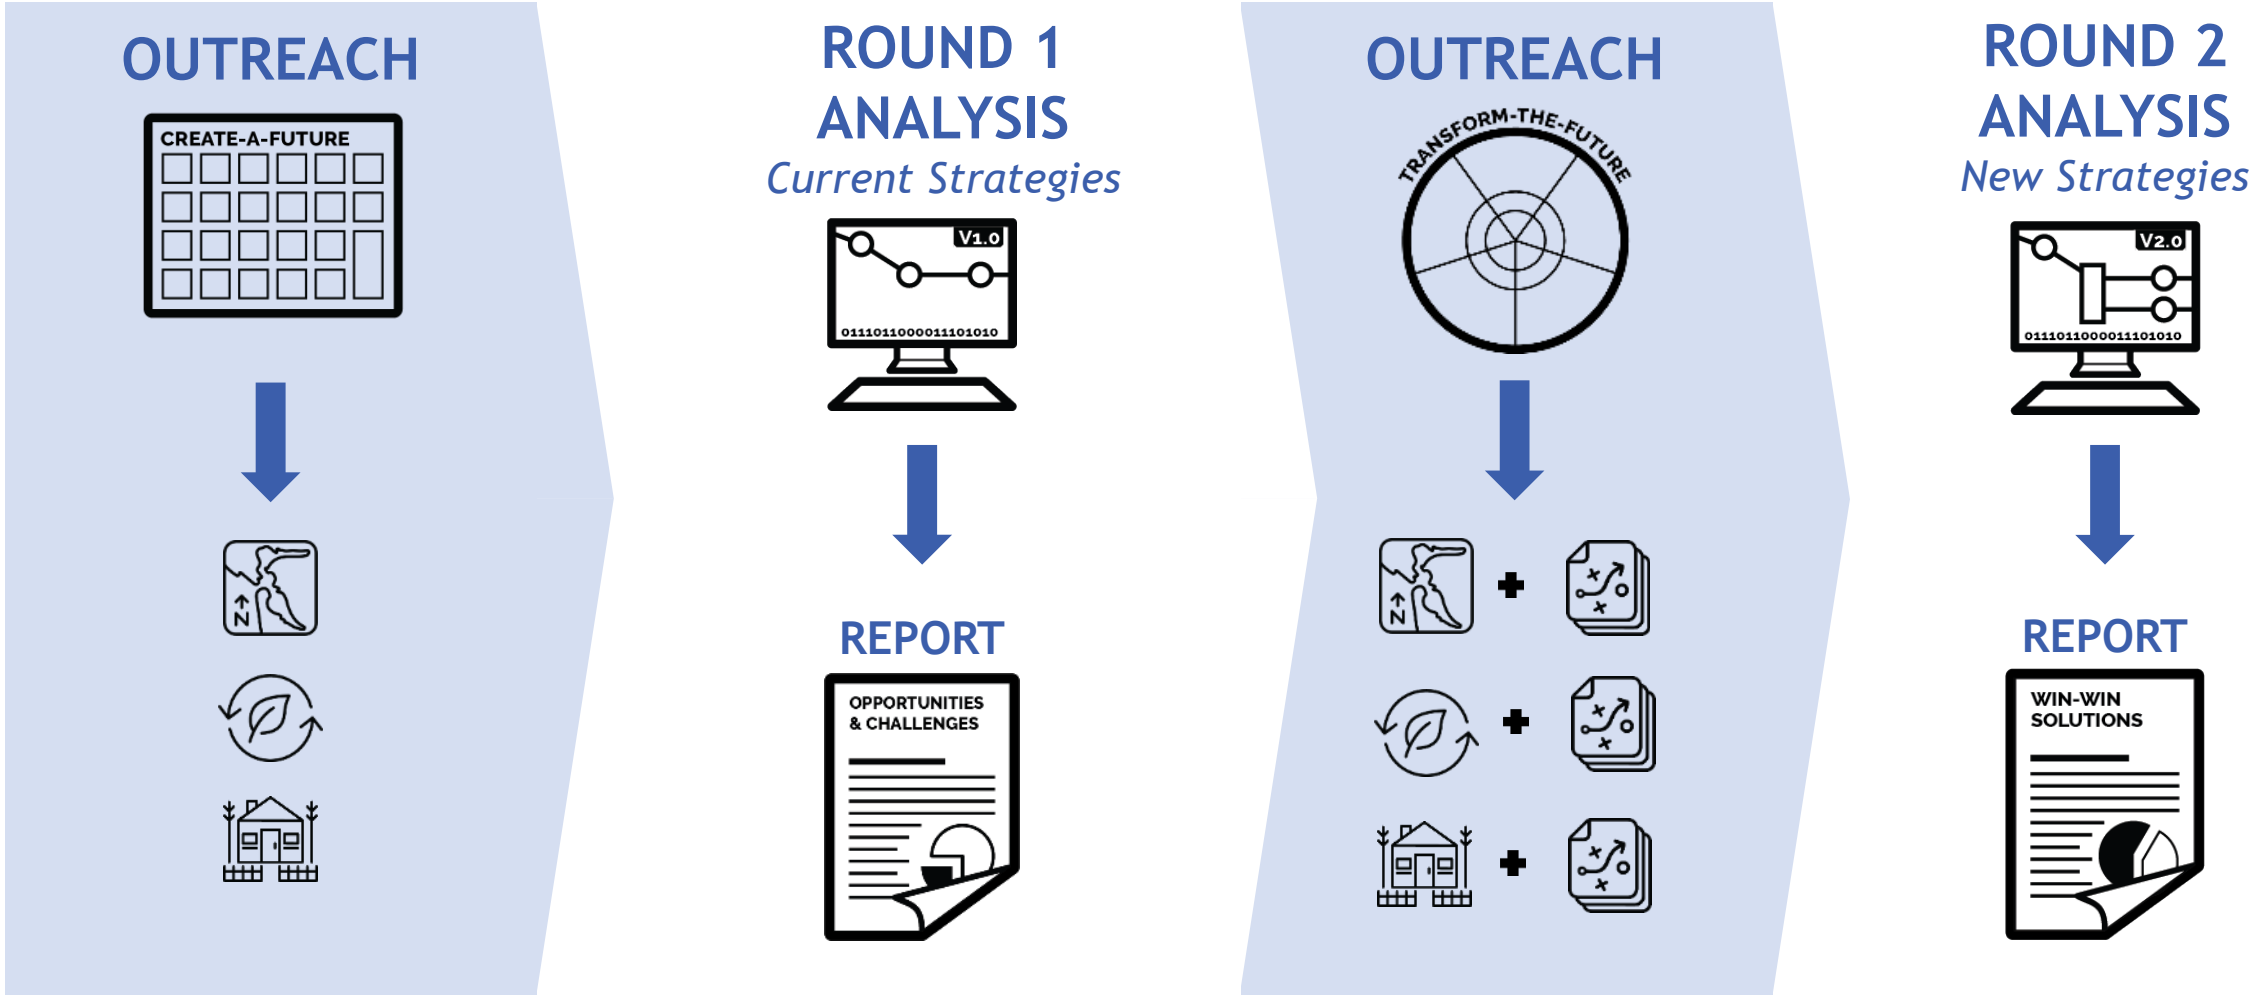 OUTREACH
CREATE-A-FUTURE
N
ROUND 1
ANALYSIS
Current Strategies
V1.0
0111011000011101010
REPORT
OPPORTUNITIES
& CHALLENGES
OUTREACH
TRANSFORM-THE-FUTURE
N
ROUND 2
ANALYSIS
New Strategies
V2.0
0111011000011101010
REPORT
WIN-WIN
SOLUTIONS